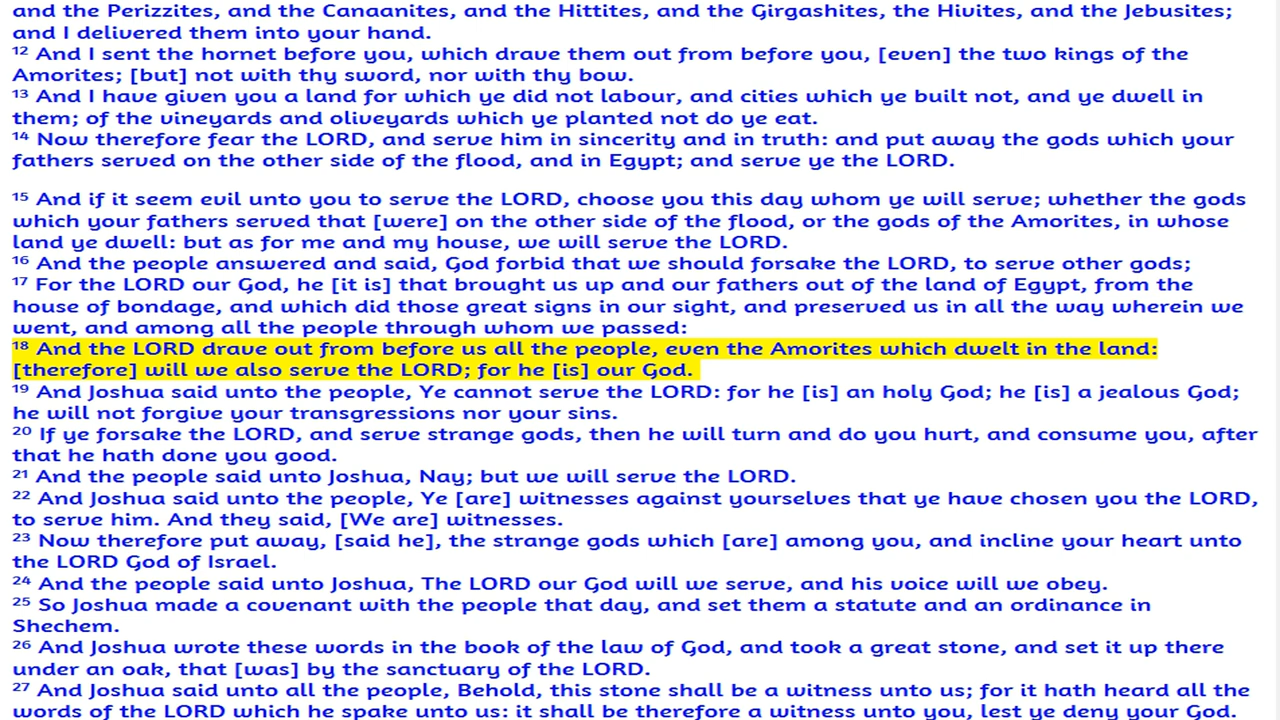 and the Perizzites, and the Canaanites, and the Hittites, and the Girgashites, the Hivites, and the Jebusites;
and I delivered them into your hand.
¹² And I sent the hornet before you, which drave them out from before you, [even] the two kings of the
Amorites; [but] not with thy sword, nor with thy bow.
¹³ And I have given you a land for which ye did not labour, and cities which ye built not, and ye dwell in
them; of the vineyards and oliveyards which ye planted not do ye eat.
¹⁴ Now therefore fear the LORD, and serve him in sincerity and in truth: and put away the gods which your
fathers served on the other side of the flood, and in Egypt; and serve ye the LORD.
¹⁵ And if it seem evil unto you to serve the LORD, choose you this day whom ye will serve; whether the gods
which your fathers served that [were] on the other side of the flood, or the gods of the Amorites, in whose
land ye dwell: but as for me and my house, we will serve the LORD.
¹⁶ And the people answered and said, God forbid that we should forsake the LORD, to serve other gods;
¹⁷ For the LORD our God, he [it is] that brought us up and our fathers out of the land of Egypt, from the
house of bondage, and which did those great signs in our sight, and preserved us in all the way wherein we
went, and among all the people through whom we passed:
¹⁸ And the LORD drave out from before us all the people, even the Amorites which dwelt in the land:
[therefore] will we also serve the LORD; for he [is] our God.
¹⁹ And Joshua said unto the people, Ye cannot serve the LORD: for he [is] an holy God; he [is] a jealous God;
he will not forgive your transgressions nor your sins.
²⁰ If ye forsake the LORD, and serve strange gods, then he will turn and do you hurt, and consume you, after
that he hath done you good.
²¹ And the people said unto Joshua, Nay; but we will serve the LORD.
²² And Joshua said unto the people, Ye [are] witnesses against yourselves that ye have chosen you the LORD,
to serve him. And they said, [We are] witnesses.
²³ Now therefore put away, [said he], the strange gods which [are] among you, and incline your heart unto
the LORD God of Israel.
²⁴ And the people said unto Joshua, The LORD our God will we serve, and his voice will we obey.
²⁵ So Joshua made a covenant with the people that day, and set them a statute and an ordinance in
Shechem.
²⁶ And Joshua wrote these words in the book of the law of God, and took a great stone, and set it up there
under an oak, that [was] by the sanctuary of the LORD.
²⁷ And Joshua said unto all the people, Behold, this stone shall be a witness unto us; for it hath heard all the
words of the LORD which he spake unto us: it shall be therefore a witness unto you, lest ye deny your God.